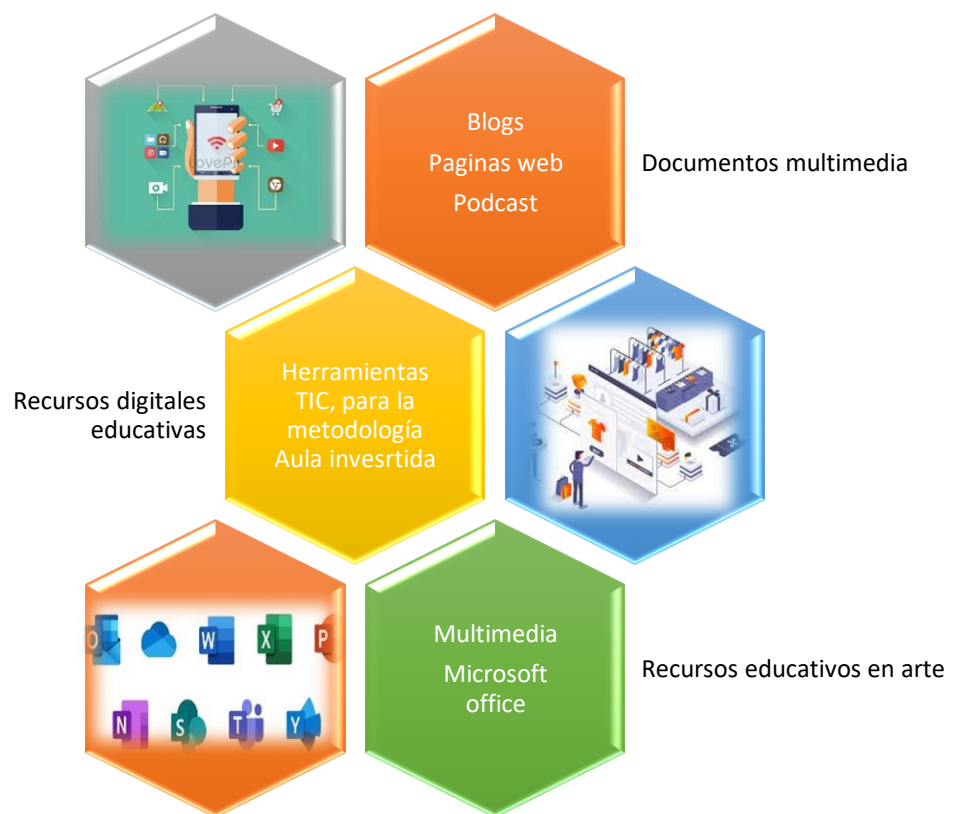 Blogs
Paginas web
Podcast
Documentos multimedia
lovePi
Recursos digitales
educativas
Herramientas
TIC, para la
metodología
Aula invesrtida
O
W
X
P
N
S
T
Y
Multimedia
Microsoft
office
Recursos educativos en arte